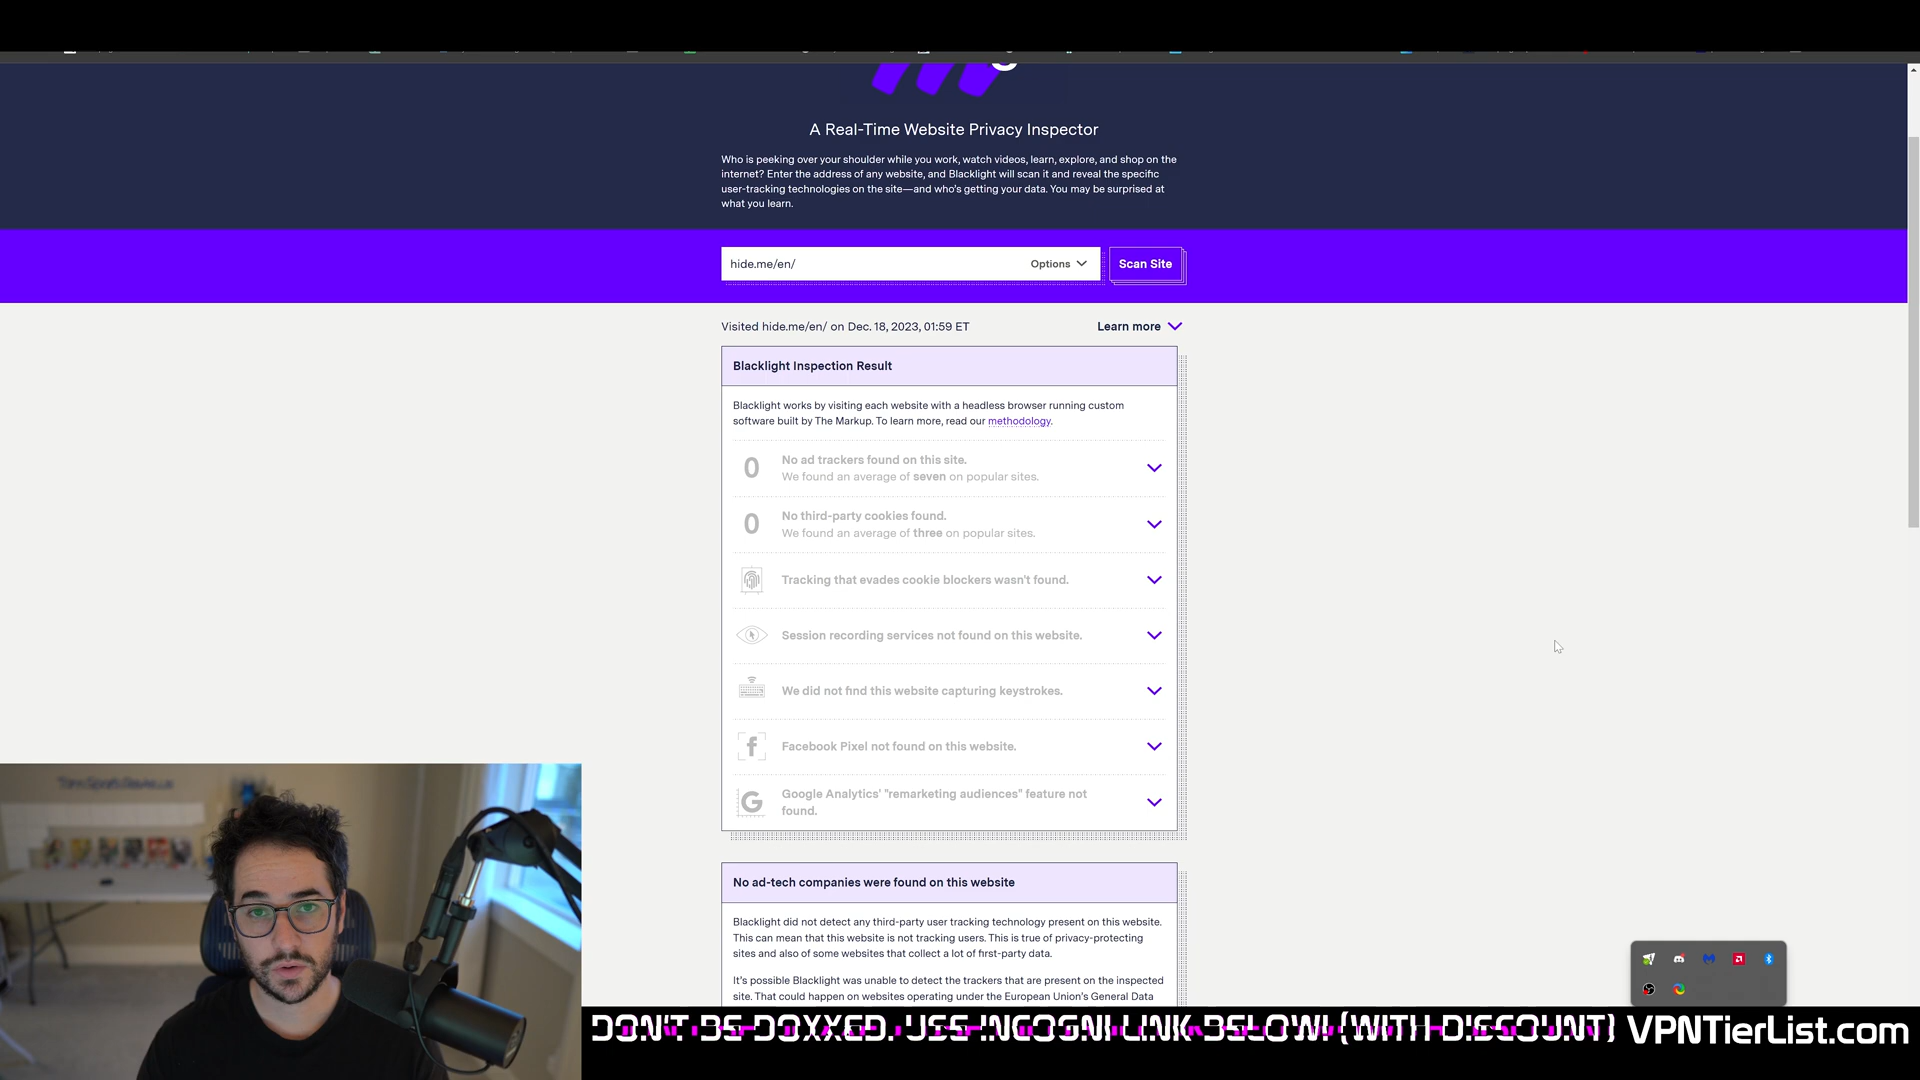 A Real-Time Website Privacy Inspector
Who is peeking over your shoulder while you work, watch videos, learn, explore, and shop on the
internet? Enter the address of any website, and Blacklight will scan it and reveal the specific
user-tracking technologies on the site—and who's getting your data. You may be surprised at
what you learn.
hide.me/en/
Options
Scan Site
Visited hide.me/en/ on Dec. 18, 2023, 01:59 ET
Learn more
Blacklight Inspection Result
Blacklight works by visiting each website with a headless browser running custom
software built by The Markup. To learn more, read our methodology.
0
No ad trackers found on this site.
We found an average of seven on popular sites.
0
No third-party cookies found.
We found an average of three on popular sites.
Tracking that evades cookie blockers wasn't found.
Session recording services not found on this website.
We did not find this website capturing keystrokes.
Facebook Pixel not found on this website.
Google Analytics' "remarketing audiences" feature not
found.
No ad-tech companies were found on this website
Blacklight did not detect any third-party user tracking technology present on this website.
This can mean that this website is not tracking users. This is true of privacy-protecting
sites and also of some websites that collect a lot of first-party data.
It's possible Blacklight was unable to detect the trackers that are present on the inspected
site. That could happen on websites operating under the European Union's General Data
DON'T BE DOXXED. USE INCOGNI LINK BELOW! (WITH DISCOUNT)
VPNTierList.com